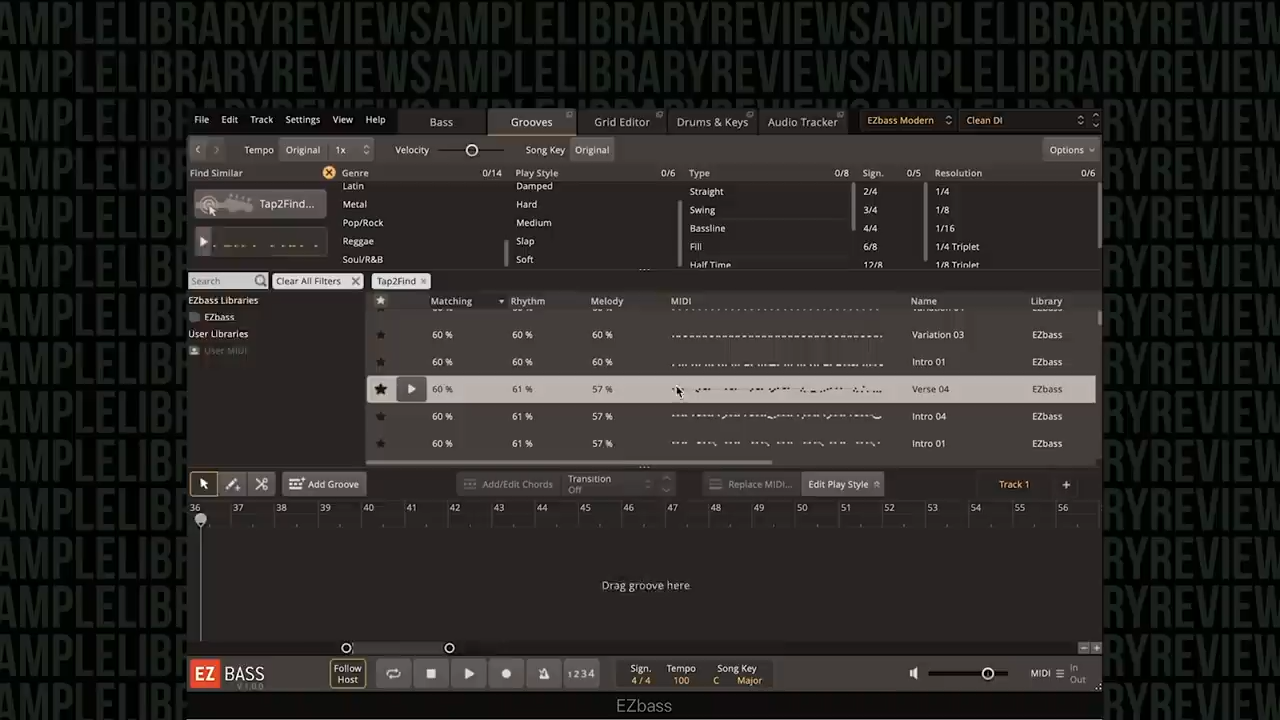 AMPLELIBRARYREVIEWSAMPLELIBRARYREVIEWSAMPLELIBRARYREVIEW
File Edit Track Settings View Help Bass Grooves Grid Editor Drums & Keys Audio Tracker EZbass Modern Clean DI
Tempo Original 1x Velocity Song Key Original Options
Find Similar Genre 0/14 Play Style 0/6 Type 0/8 Sign. 0/5 Resolution 0/6
Latin Damped Straight 2/4 1/4
Tap2Find... Metal Hard Swing 3/4 1/8
Pop/Rock Medium Bassline 4/4 1/16
Reggae Slap Fill 6/8 1/4 Triplet
Soul/R&B Soft Half Time 12/8 1/8 Triplet
Search Clear All Filters Tap2Find
EZbass Libraries Matching Rhythm Melody MIDI Name Library
EZbass
User Libraries 60 % 60 % 60 % Variation 03 EZbass
User MIDI 60 % 60 % 60 % Intro 01 EZbass
60 % 61 % 57 % Verse 04 EZbass
60 % 61 % 57 % Intro 04 EZbass
60 % 61 % 57 % Intro 01 EZbass
Add Groove Add/Edit Chords Transition Off Replace MIDI... Edit Play Style Track 1 +
36 37 38 39 40 41 42 43 44 45 46 47 48 49 50 51 52 53 54 55 56
Drag groove here
EZ BASS V 1.0.0 Follow Host 1234 Sign. 4/4 Tempo 100 Song Key C Major MIDI In Out
EZbass